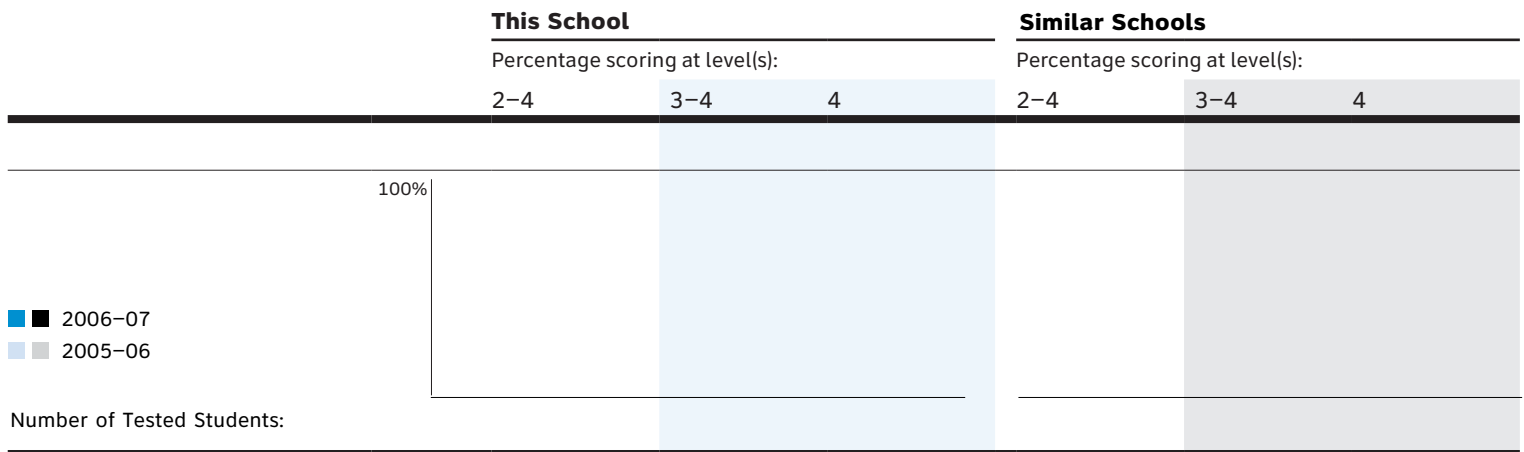 This School Similar Schools
Percentage scoring at level(s): Percentage scoring at level(s):
2–4 3–4 4 2–4 3–4 4
100%
2006–07
2005–06
Number of Tested Students: